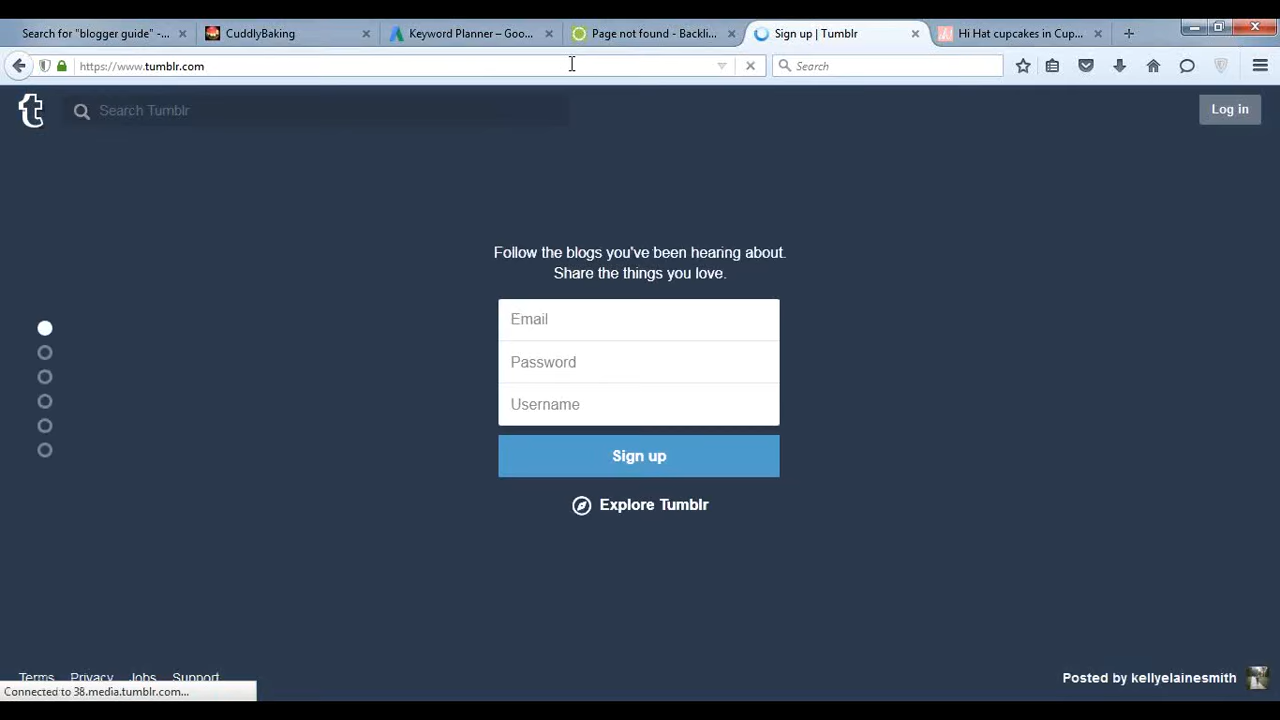 Search for "blogger guide" -...
CuddlyBaking
Keyword Planner – Goo...
Page not found - Backli...
Sign up | Tumblr
Hi Hat cupcakes in Cup...
https://www.tumblr.com
Search
t
Search Tumblr
Log in
Follow the blogs you've been hearing about.
Share the things you love.
Email
Password
Username
Sign up
Explore Tumblr
Terms Privacy Jobs Support
Connected to 38.media.tumblr.com...
Posted by kellyelainesmith